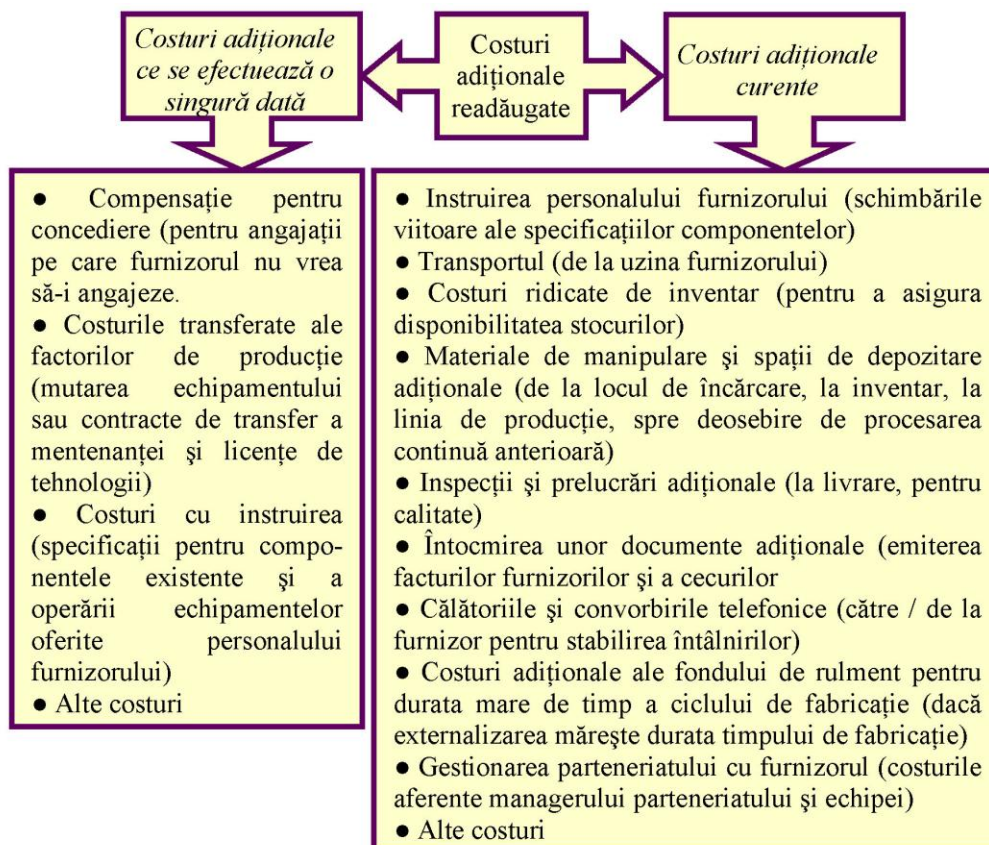 Costuri adiționale
ce se efectuează o
singură dată
Costuri
adiționale
readăugate
Costuri adiționale
curente
● Compensație pentru
concediere (pentru angajații
pe care furnizorul nu vrea
să-i angajeze.
● Costurile transferate ale
factorilor de producție
(mutarea echipamentului
sau contracte de transfer a
mentenanței şi licențe de
tehnologii)
● Costuri cu instruirea
(specificații pentru compo-
nentele existente şi a
operării echipamentelor
oferite personalului
furnizorului)
● Alte costuri
● Instruirea personalului furnizorului (schimbările
viitoare ale specificațiilor componentelor)
● Transportul (de la uzina furnizorului)
● Costuri ridicate de inventar (pentru a asigura
disponibilitatea stocurilor)
● Materiale de manipulare şi spații de depozitare
adiționale (de la locul de încărcare, la inventar, la
linia de producție, spre deosebire de procesarea
continuă anterioară)
● Inspecții şi prelucrări adiționale (la livrare, pentru
calitate)
● Întocmirea unor documente adiționale (emiterea
facturilor furnizorilor şi a cecurilor
● Călătoriile şi convorbirile telefonice (către / de la
furnizor pentru stabilirea întâlnirilor)
● Costuri adiționale ale fondului de rulment pentru
durata mare de timp a ciclului de fabricație (dacă
externalizarea măreşte durata timpului de fabricație)
● Gestionarea parteneriatului cu furnizorul (costurile
aferente managerului parteneriatului şi echipei)
● Alte costuri